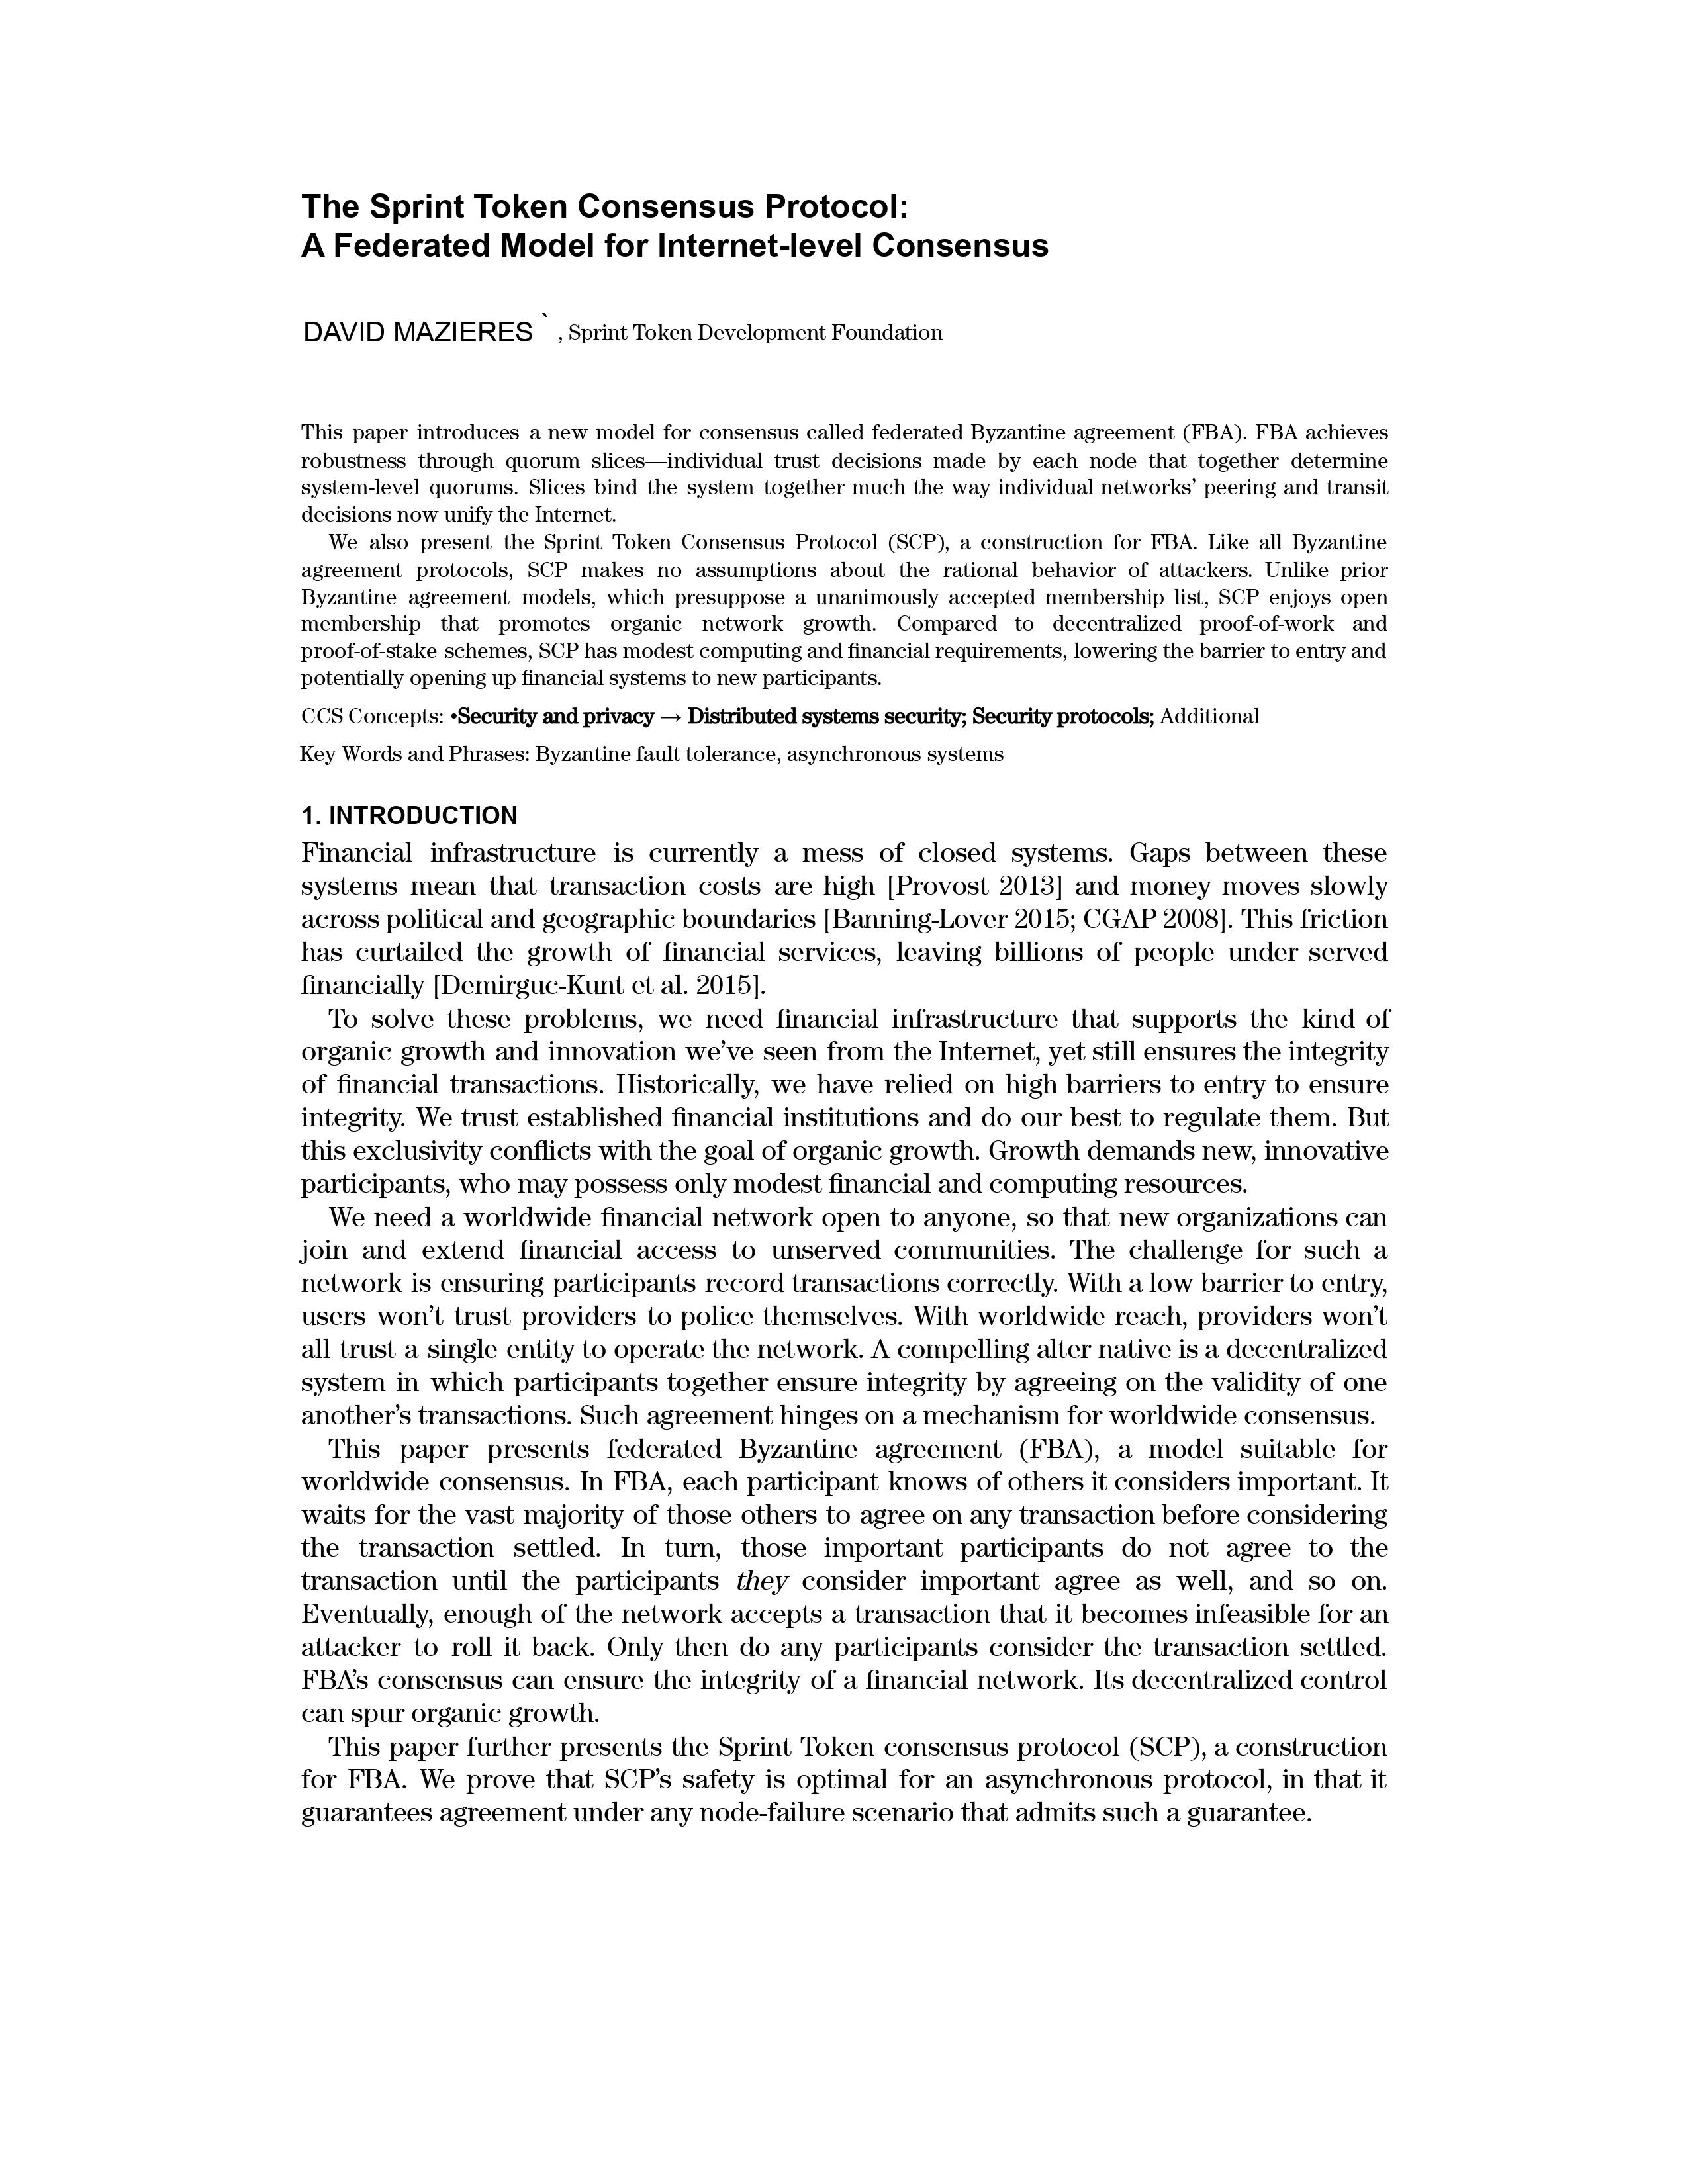 The Sprint Token Consensus Protocol:
A Federated Model for Internet-level Consensus
DAVID MAZIERES ` , Sprint Token Development Foundation
This paper introduces a new model for consensus called federated Byzantine agreement (FBA). FBA achieves
robustness through quorum slices—individual trust decisions made by each node that together determine
system-level quorums. Slices bind the system together much the way individual networks’ peering and transit
decisions now unify the Internet.
We also present the Sprint Token Consensus Protocol (SCP), a construction for FBA. Like all Byzantine
agreement protocols, SCP makes no assumptions about the rational behavior of attackers. Unlike prior
Byzantine agreement models, which presuppose a unanimously accepted membership list, SCP enjoys open
membership that promotes organic network growth. Compared to decentralized proof-of-work and
proof-of-stake schemes, SCP has modest computing and financial requirements, lowering the barrier to entry and
potentially opening up financial systems to new participants.
CCS Concepts: •Security and privacy → Distributed systems security; Security protocols; Additional
Key Words and Phrases: Byzantine fault tolerance, asynchronous systems
1. INTRODUCTION
Financial infrastructure is currently a mess of closed systems. Gaps between these
systems mean that transaction costs are high [Provost 2013] and money moves slowly
across political and geographic boundaries [Banning-Lover 2015; CGAP 2008]. This friction
has curtailed the growth of financial services, leaving billions of people under served
financially [Demirguc-Kunt et al. 2015].
To solve these problems, we need financial infrastructure that supports the kind of
organic growth and innovation we’ve seen from the Internet, yet still ensures the integrity
of financial transactions. Historically, we have relied on high barriers to entry to ensure
integrity. We trust established financial institutions and do our best to regulate them. But
this exclusivity conflicts with the goal of organic growth. Growth demands new, innovative
participants, who may possess only modest financial and computing resources.
We need a worldwide financial network open to anyone, so that new organizations can
join and extend financial access to unserved communities. The challenge for such a
network is ensuring participants record transactions correctly. With a low barrier to entry,
users won’t trust providers to police themselves. With worldwide reach, providers won’t
all trust a single entity to operate the network. A compelling alter native is a decentralized
system in which participants together ensure integrity by agreeing on the validity of one
another’s transactions. Such agreement hinges on a mechanism for worldwide consensus.
This paper presents federated Byzantine agreement (FBA), a model suitable for
worldwide consensus. In FBA, each participant knows of others it considers important. It
waits for the vast majority of those others to agree on any transaction before considering
the transaction settled. In turn, those important participants do not agree to the
transaction until the participants they consider important agree as well, and so on.
Eventually, enough of the network accepts a transaction that it becomes infeasible for an
attacker to roll it back. Only then do any participants consider the transaction settled.
FBA’s consensus can ensure the integrity of a financial network. Its decentralized control
can spur organic growth.
This paper further presents the Sprint Token consensus protocol (SCP), a construction
for FBA. We prove that SCP’s safety is optimal for an asynchronous protocol, in that it
guarantees agreement under any node-failure scenario that admits such a guarantee.